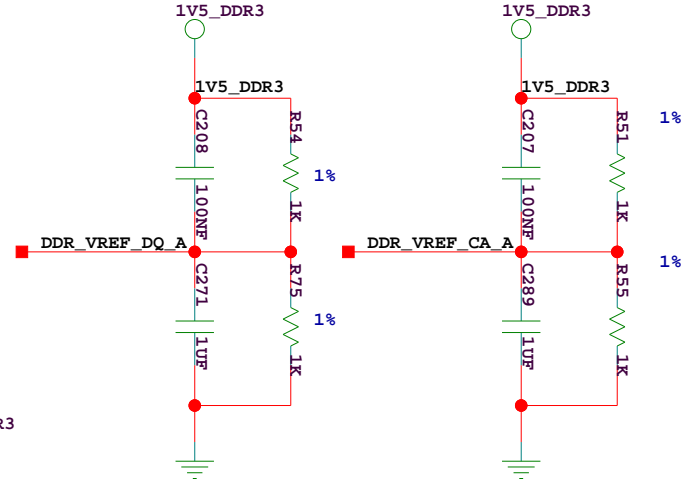 1V5_DDR3
1V5_DDR3
C208
100NF
R54
1K
1%
DDR_VREF_DQ_A
C271
1UF
R75
1K
1%
1V5_DDR3
1V5_DDR3
C207
100NF
R51
1K
1%
DDR_VREF_CA_A
C289
1UF
R55
1K
1%
R3